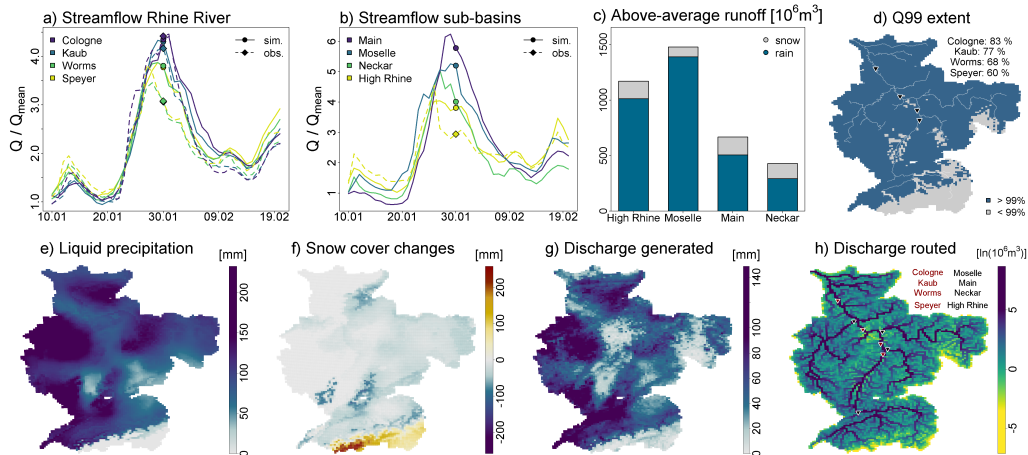 a) Streamflow Rhine River
Q / Qmean
4.0
3.0
2.0
1.0
Cologne
Kaub
Worms
Speyer
sim.
obs.
10.01
20.01
30.01
09.02
19.02
b) Streamflow sub-basins
Q / Qmean
6
5
4
3
2
1
Main
Moselle
Neckar
High Rhine
sim.
obs.
10.01
20.01
30.01
09.02
19.02
c) Above-average runoff [10⁶m³]
1500
1000
500
0
snow
rain
High Rhine
Moselle
Main
Neckar
d) Q99 extent
Cologne: 83 %
Kaub: 77 %
Worms: 68 %
Speyer: 60 %
> 99%
< 99%
e) Liquid precipitation
[mm]
200
150
100
50
0
f) Snow cover changes
[mm]
200
100
0
-100
-200
g) Discharge generated
[mm]
140
120
100
80
60
40
20
0
h) Discharge routed
[ln(10⁶m³)]
Cologne Moselle
Kaub Main
Worms Neckar
Speyer High Rhine
5
0
-5